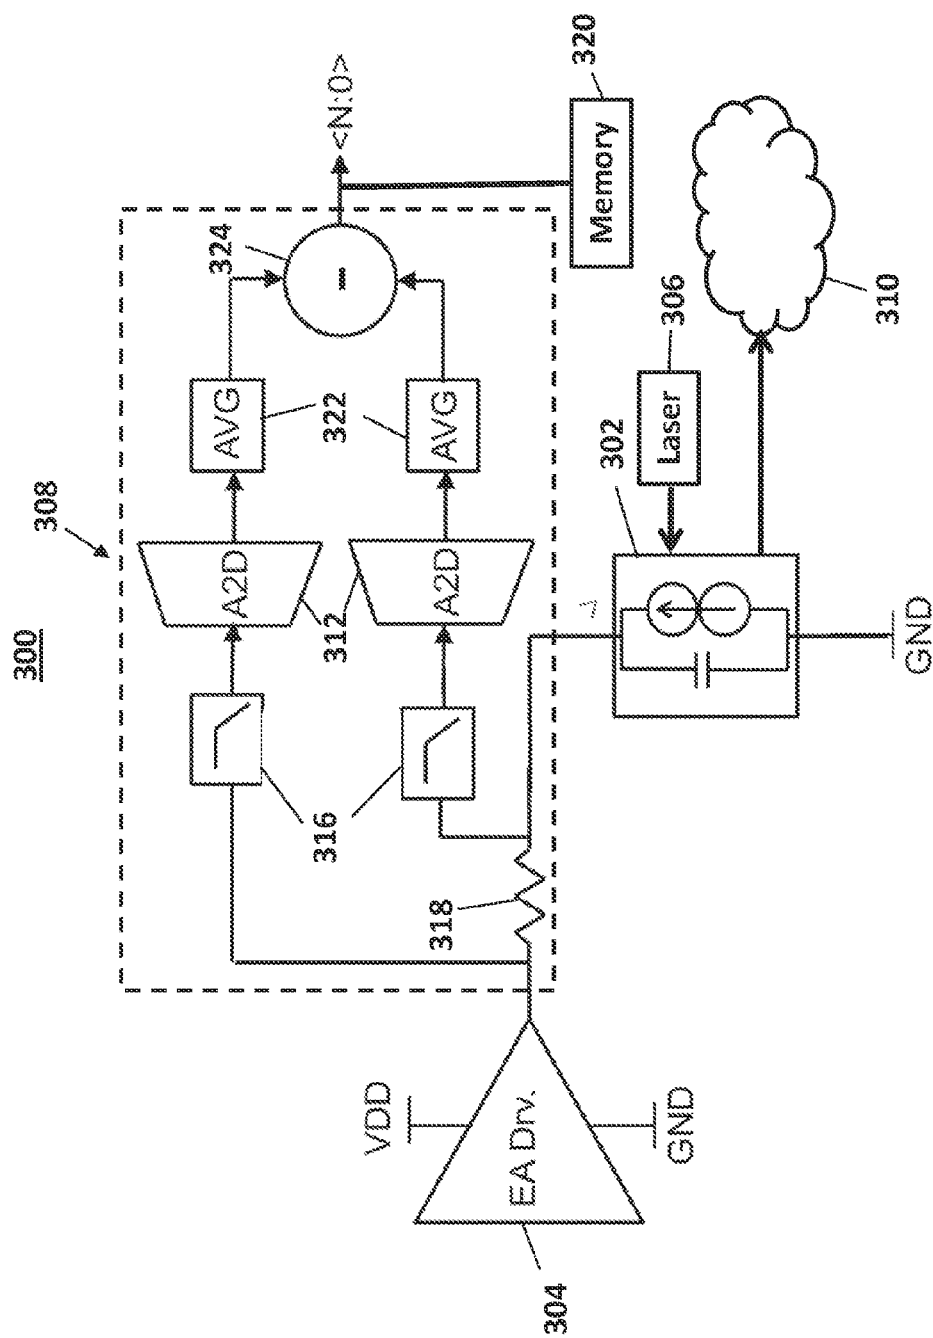 300
308
316
316
A2D
A2D
312
AVG
AVG
322
324
-
<N:0>
Memory
320
318
VDD
EA Drv.
GND
304
302
Laser
306
310
GND